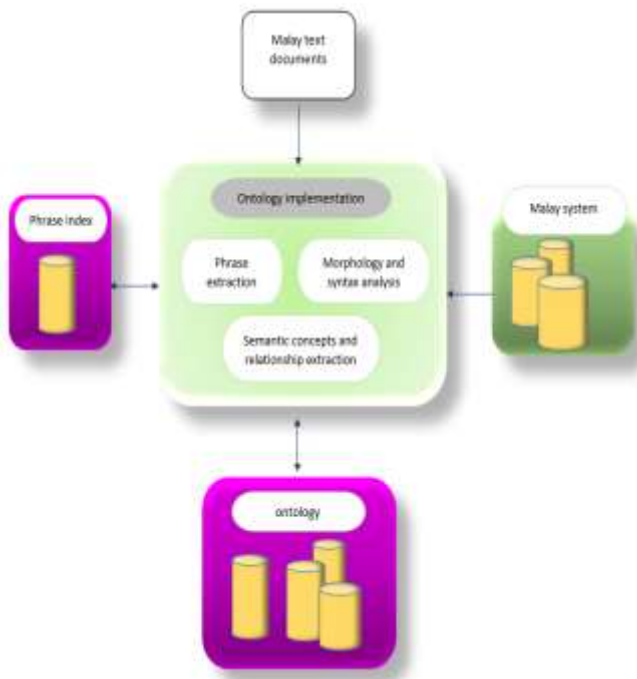 Malay text
documents
Ontology implementation
Phrase index
Malay system
Phrase
extraction
Morphology and
syntax analysis
Semantic concepts and
relationship extraction
ontology